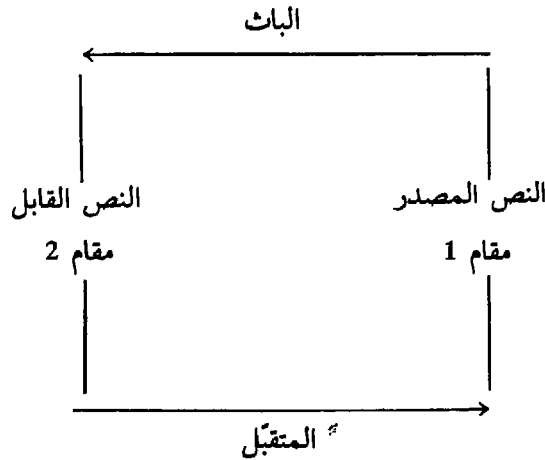 الباث
النص المصدر
مقام 1
النص القابل
مقام 2
المتقبّل